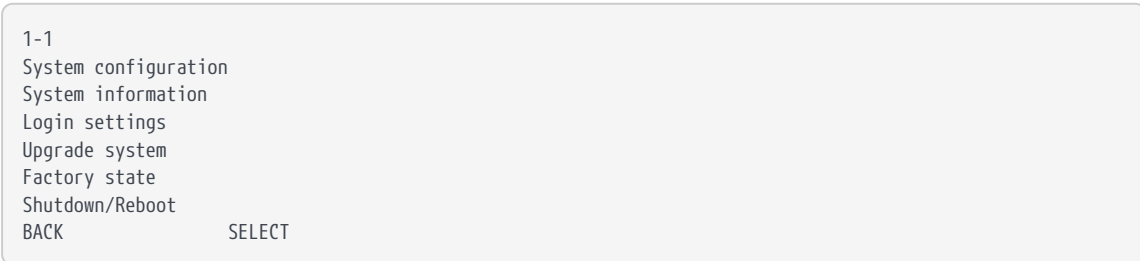 1-1
System configuration
System information
Login settings
Upgrade system
Factory state
Shutdown/Reboot
BACK                    SELECT